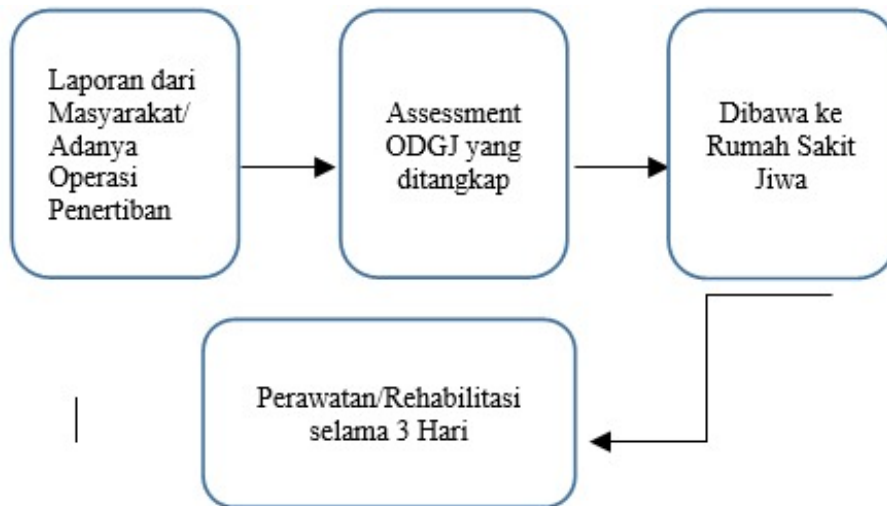 Laporan dari
Masyarakat/
Adanya
Operasi
Penertiban
Assessment
ODGJ yang
ditangkap
Dibawa ke
Rumah Sakit
Jiwa
Perawatan/Rehabilitasi
selama 3 Hari